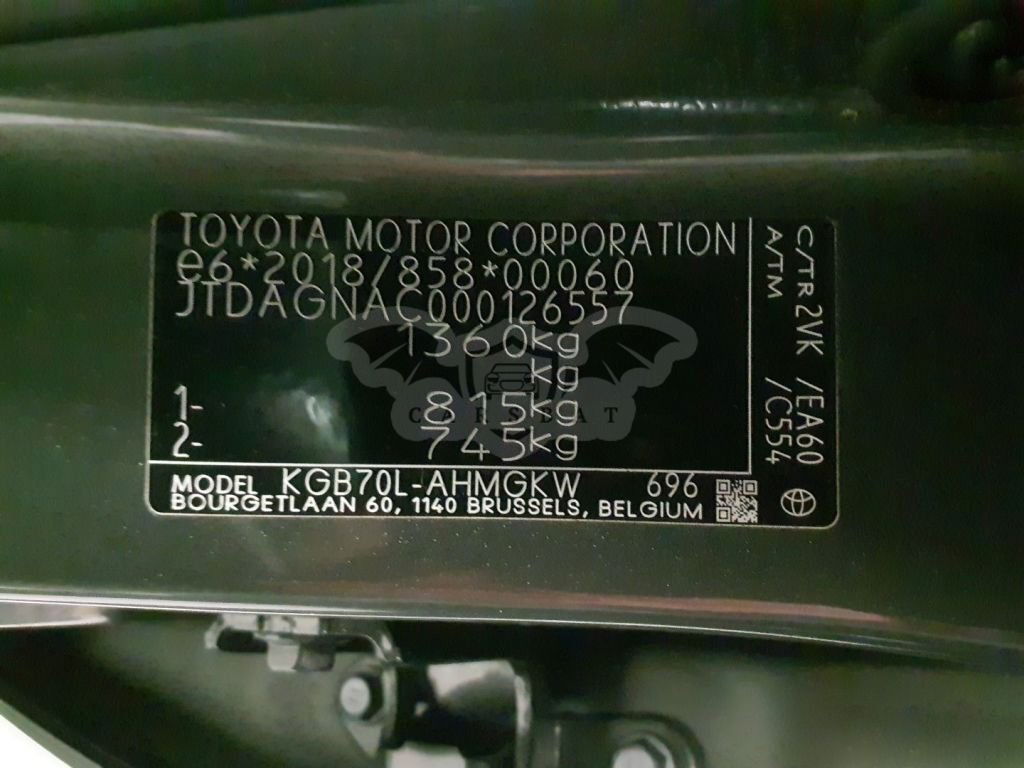 TOYOTA MOTOR CORPORATION
e6*2018/858*00060
JTDAGNAC000126557
1360kg
kg
1- 815kg
2- 745kg
MODEL KGB70L-AHMGKW 696
BOURGETLAAN 60, 1140 BRUSSELS, BELGIUM
C/TR 2VK /EA60
A/TM /C554
CARSBAT